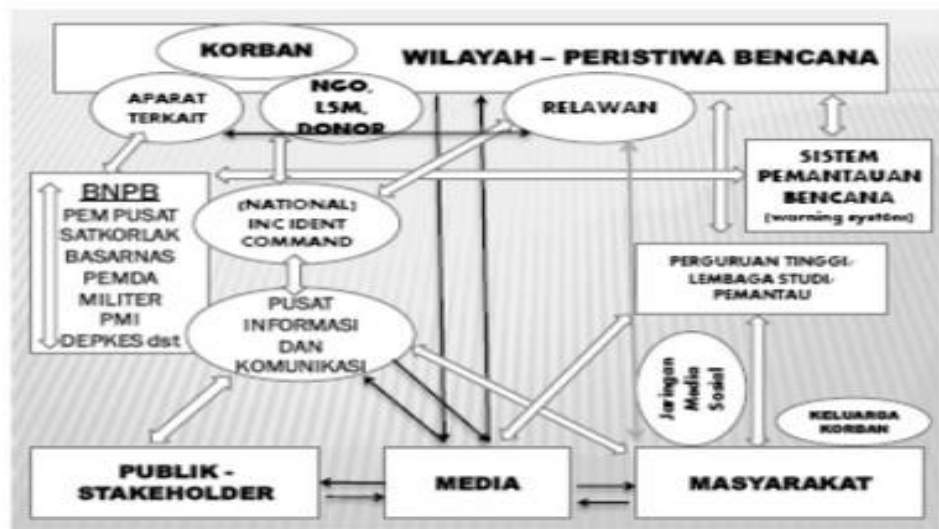 KORBAN
WILAYAH – PERISTIWA BENCANA
APARAT
TERKAIT
NGO,
LSM,
DONOR
RELAWAN
BNPB
PEM PUSAT
SATKORLAK
BASARNAS
PEMDA
MILITER
PMI
DEPKES dst
(NATIONAL)
INCIDENT
COMMAND
SISTEM
PEMANTAUAN
BENCANA
(warning system)
PERGURUAN TINGGI-
LEMBAGA STUDI-
PEMANTAU
PUSAT
INFORMASI
DAN
KOMUNIKASI
Jaringan
Media
Sosial
KELUARGA
KORBAN
PUBLIK -
STAKEHOLDER
MEDIA
MASYARAKAT